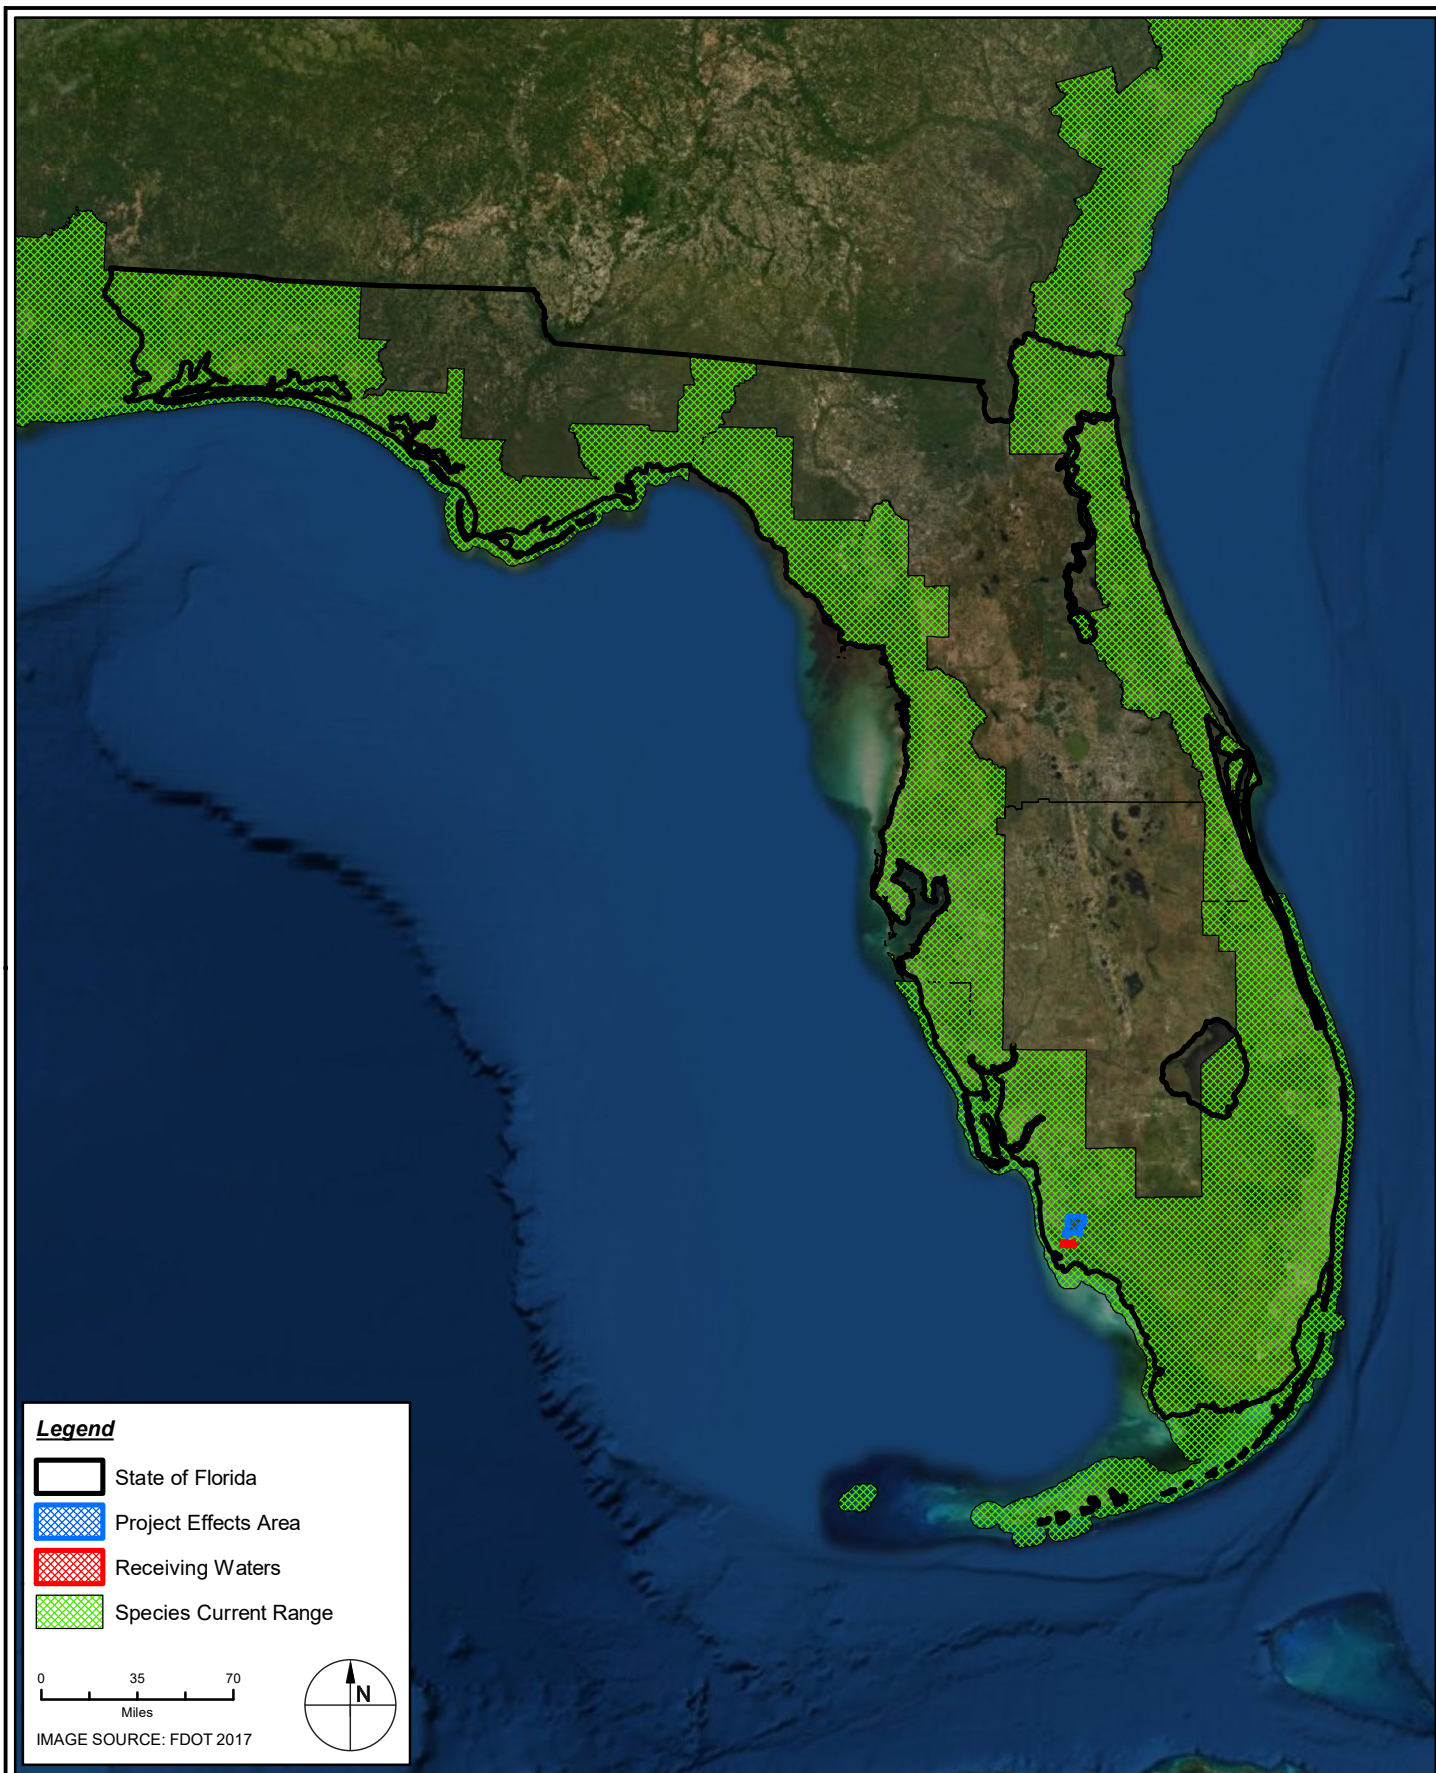 Legend
State of Florida
Project Effects Area
Receiving Waters
Species Current Range
0 35 70
Miles
N
IMAGE SOURCE: FDOT 2017